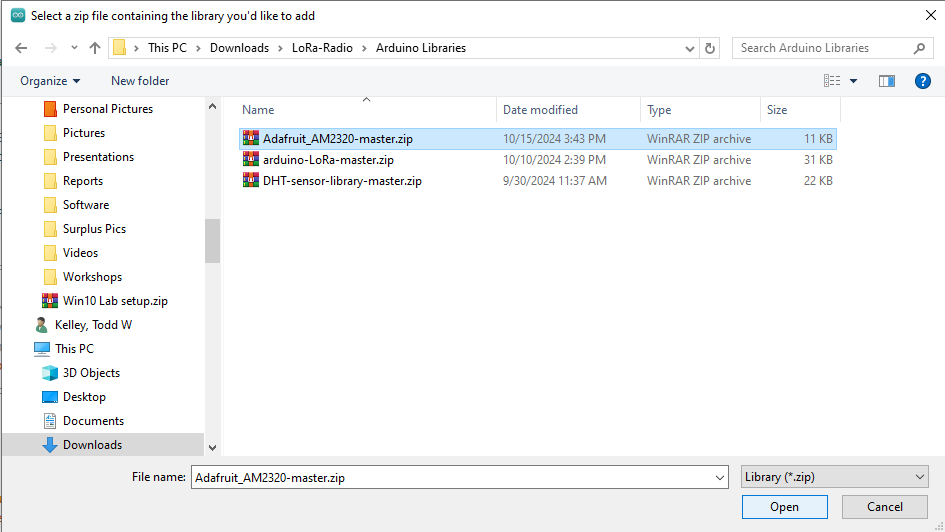 Select a zip file containing the library you'd like to add
This PC > Downloads > LoRa-Radio > Arduino Libraries
Search Arduino Libraries
Organize
New folder
Personal Pictures
Pictures
Presentations
Reports
Software
Surplus Pics
Videos
Workshops
Win10 Lab setup.zip
Kelley, Todd W
This PC
3D Objects
Desktop
Documents
Downloads
Name Date modified Type Size
Adafruit_AM2320-master.zip 10/15/2024 3:43 PM WinRAR ZIP archive 11 KB
arduino-LoRa-master.zip 10/10/2024 2:39 PM WinRAR ZIP archive 31 KB
DHT-sensor-library-master.zip 9/30/2024 11:37 AM WinRAR ZIP archive 22 KB
File name: Adafruit_AM2320-master.zip
Library (*.zip)
Open
Cancel